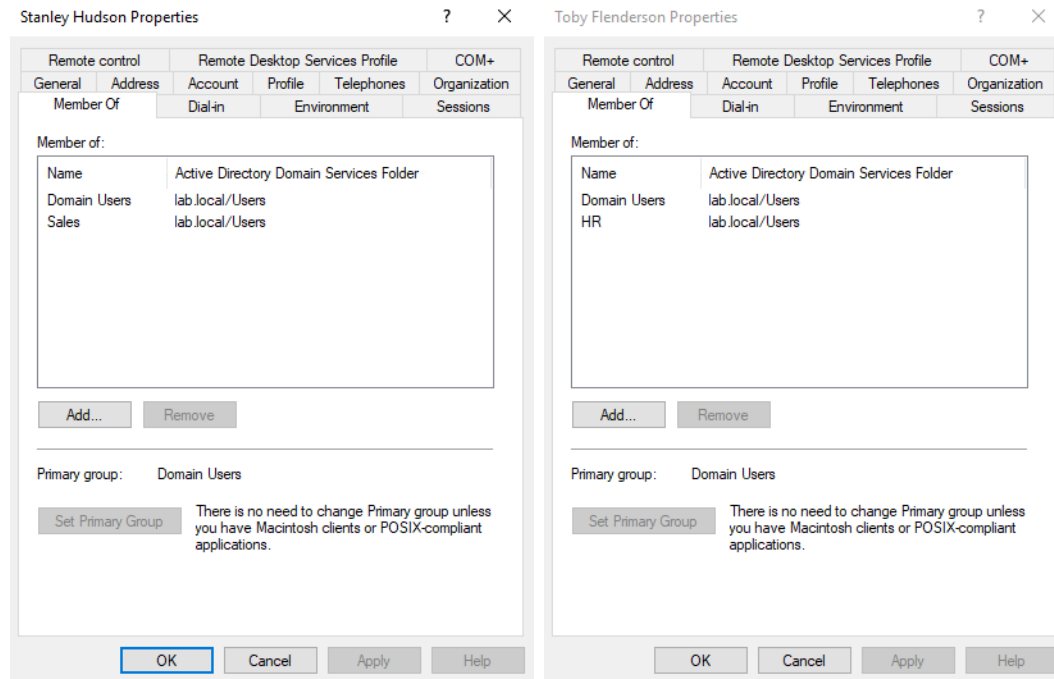 Stanley Hudson Properties ? ×
Remote control Remote Desktop Services Profile COM+
General Address Account Profile Telephones Organization
Member Of Dial-in Environment Sessions
Member of:
Name Active Directory Domain Services Folder
Domain Users lab.local/Users
Sales lab.local/Users
Add... Remove
Primary group: Domain Users
Set Primary Group
There is no need to change Primary group unless
you have Macintosh clients or POSIX-compliant
applications.
OK Cancel Apply Help
Toby Flenderson Properties ? ×
Remote control Remote Desktop Services Profile COM+
General Address Account Profile Telephones Organization
Member Of Dial-in Environment Sessions
Member of:
Name Active Directory Domain Services Folder
Domain Users lab.local/Users
HR lab.local/Users
Add... Remove
Primary group: Domain Users
Set Primary Group
There is no need to change Primary group unless
you have Macintosh clients or POSIX-compliant
applications.
OK Cancel Apply Help